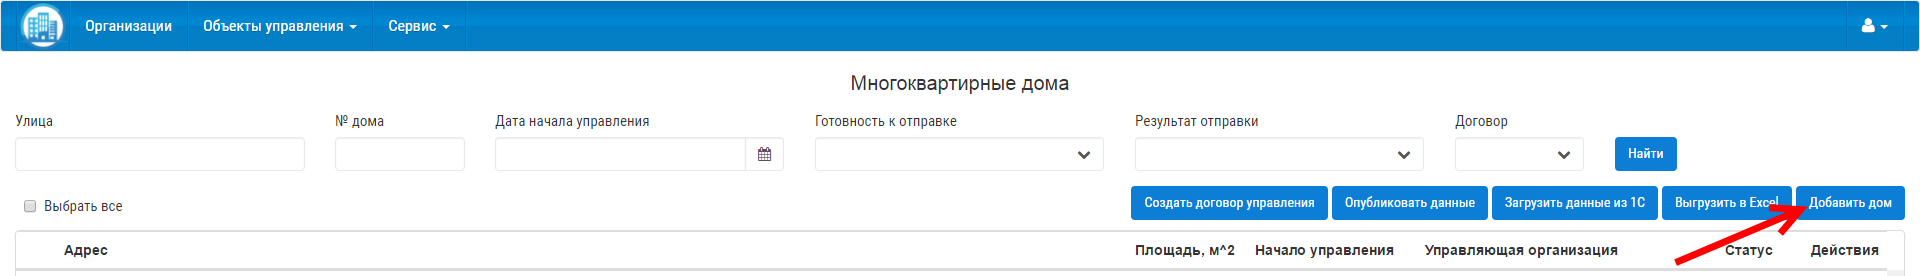 Организации Объекты управления Сервис
Многоквартирные дома
Улица № дома Дата начала управления Готовность к отправке Результат отправки Договор
Найти
Выбрать все Создать договор управления Опубликовать данные Загрузить данные из 1С Выгрузить в Excel Добавить дом
Адрес Площадь, м^2 Начало управления Управляющая организация Статус Действия